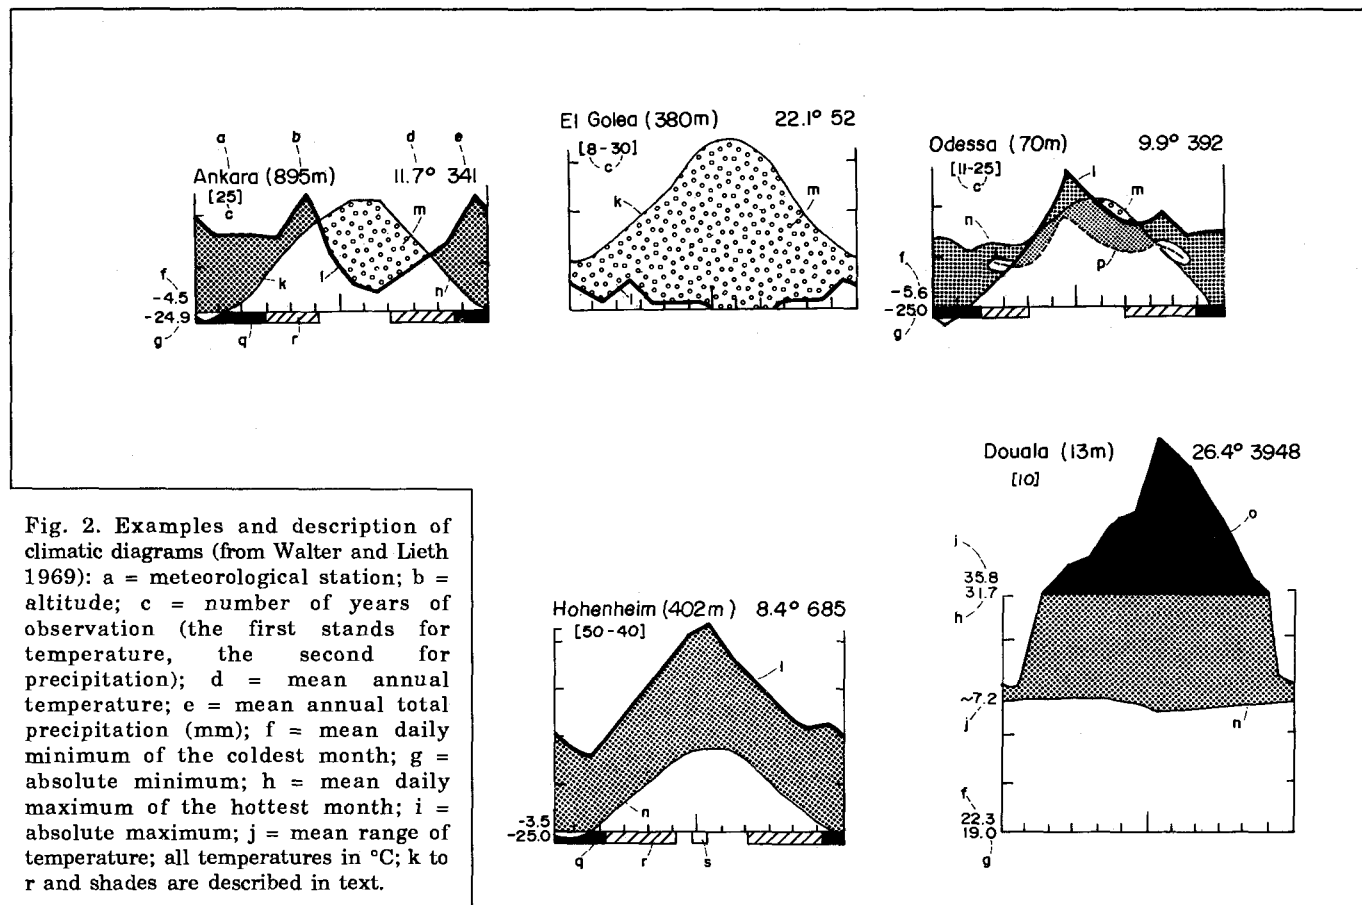 a b d e
Ankara (895m) 11.7° 341
[25]
c
m
f
k
l
n
-4.5
-24.9
g
q
r
El Golea (380m) 22.1° 52
[8-30]
c
k
m
l
Odessa (70m) 9.9° 392
[11-25]
c
l
m
n
p
f
-5.6
-25.0
g
Hohenheim (402m) 8.4° 685
[50-40]
l
n
-3.5
-25.0
q
r
s
Douala (13m) 26.4° 3948
[10]
o
i
35.8
31.7
h
~7.2
j
n
f
22.3
19.0
g
Fig. 2. Examples and description of
climatic diagrams (from Walter and Lieth
1969): a = meteorological station; b =
altitude; c = number of years of
observation (the first stands for
temperature, the second for
precipitation); d = mean annual
temperature; e = mean annual total
precipitation (mm); f = mean daily
minimum of the coldest month; g =
absolute minimum; h = mean daily
maximum of the hottest month; i =
absolute maximum; j = mean range of
temperature; all temperatures in °C; k to
r and shades are described in text.